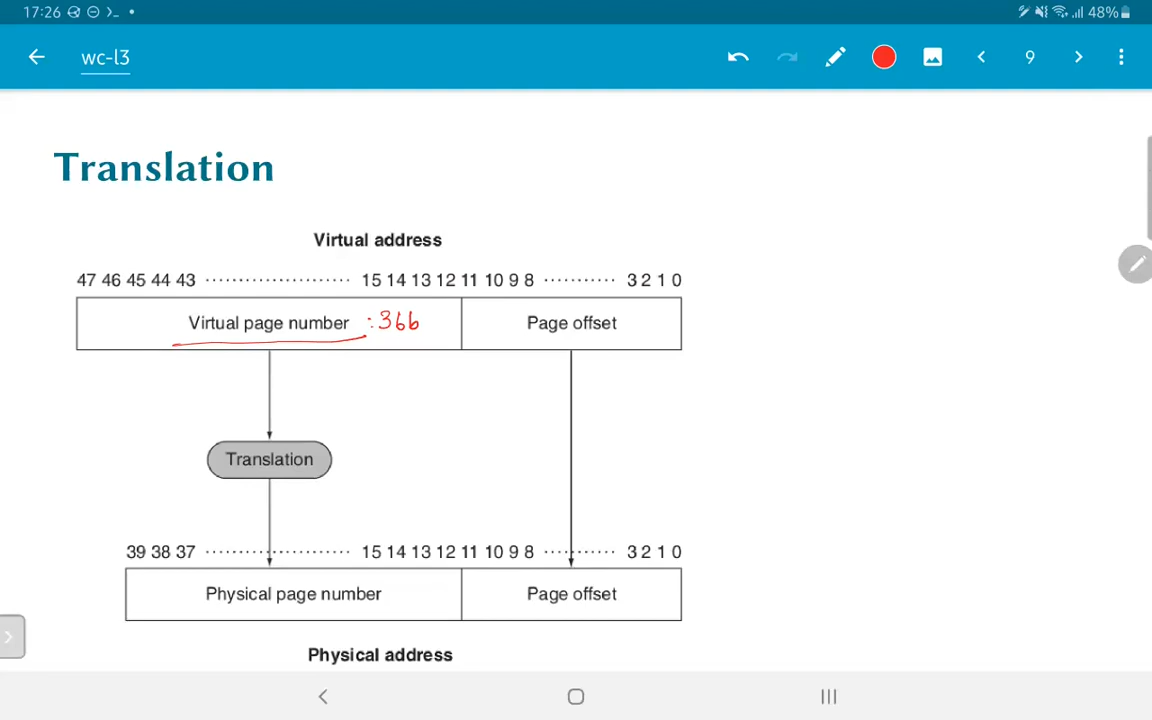 17:26 48%
wc-l3 9
Translation
Virtual address
47 46 45 44 43 ····················· 15 14 13 12 11 10 9 8 ·········· 3 2 1 0
Virtual page number :366 Page offset
Translation
39 38 37 ····················· 15 14 13 12 11 10 9 8 ·········· 3 2 1 0
Physical page number Page offset
Physical address